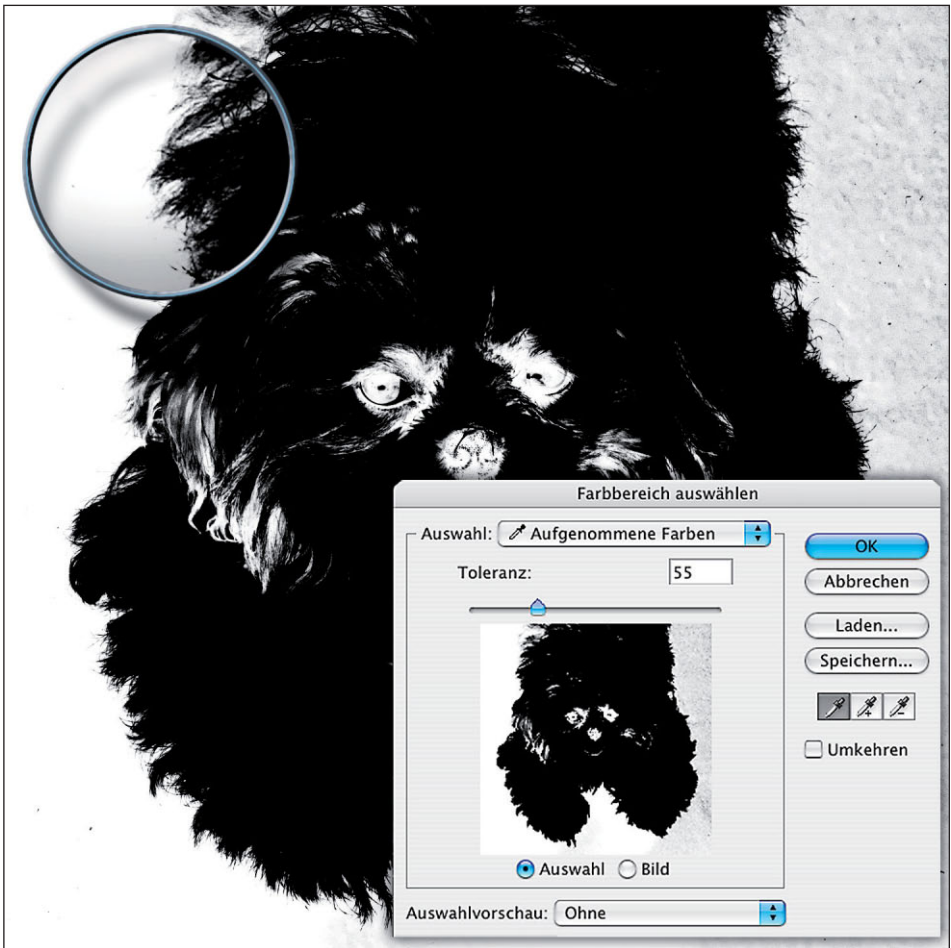 Farbbereich auswählen
Auswahl: Aufgenommene Farben
OK
Toleranz: 55
Abbrechen
Laden...
Speichern...
Umkehren
Auswahl Bild
Auswahlvorschau: Ohne